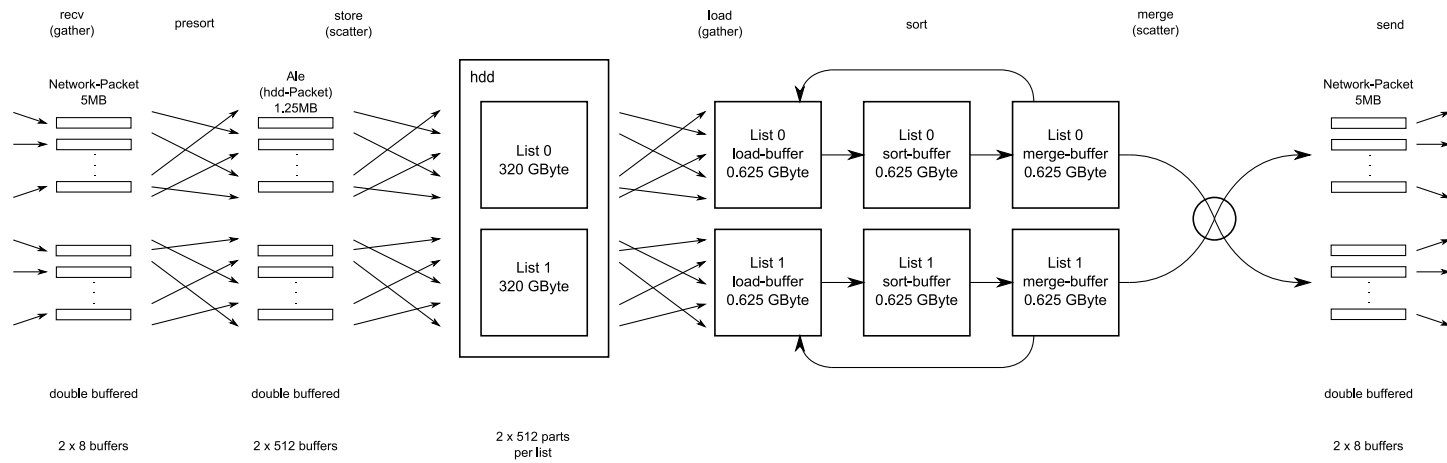 recv
(gather)
presort
store
(scatter)
load
(gather)
sort
merge
(scatter)
send
Network-Packet
5MB
Ale
(hdd-Packet)
1.25MB
hdd
List 0
320 GByte
List 0
load-buffer
0.625 GByte
List 0
sort-buffer
0.625 GByte
List 0
merge-buffer
0.625 GByte
Network-Packet
5MB
List 1
320 GByte
List 1
load-buffer
0.625 GByte
List 1
sort-buffer
0.625 GByte
List 1
merge-buffer
0.625 GByte
double buffered
double buffered
double buffered
2 x 8 buffers
2 x 512 buffers
2 x 512 parts
per list
2 x 8 buffers